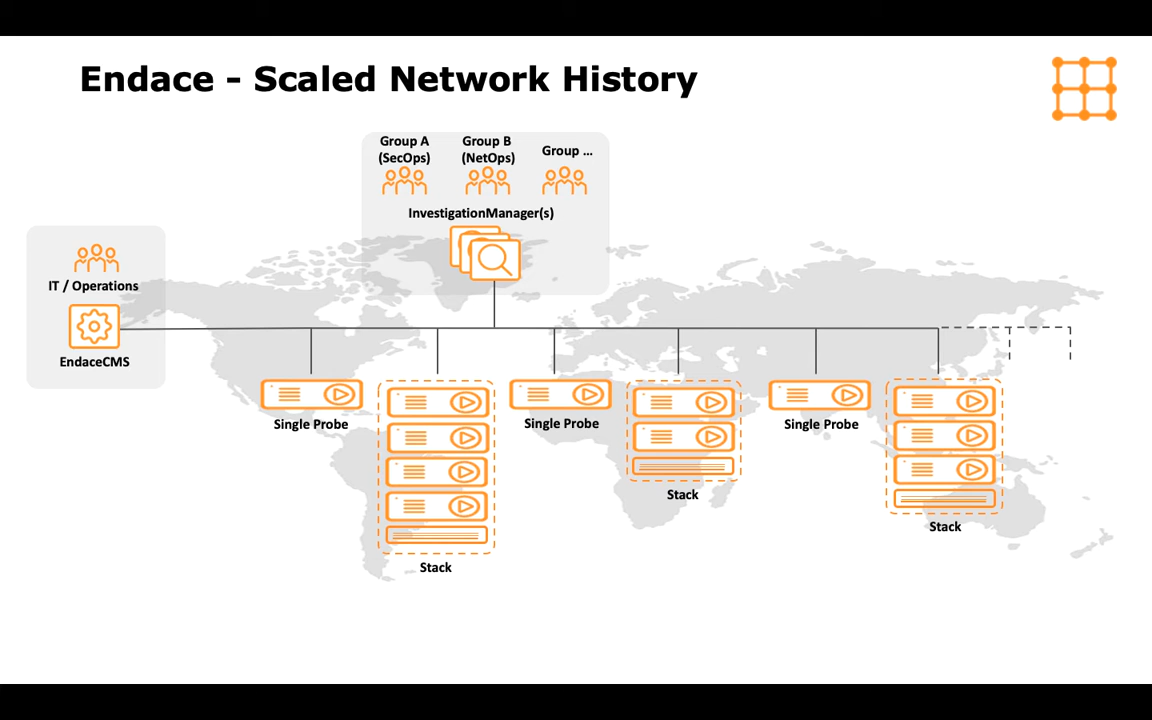 Endace - Scaled Network History
Group A
(SecOps)
Group B
(NetOps)
Group ...
InvestigationManager(s)
IT / Operations
EndaceCMS
Single Probe
Stack
Single Probe
Stack
Single Probe
Stack